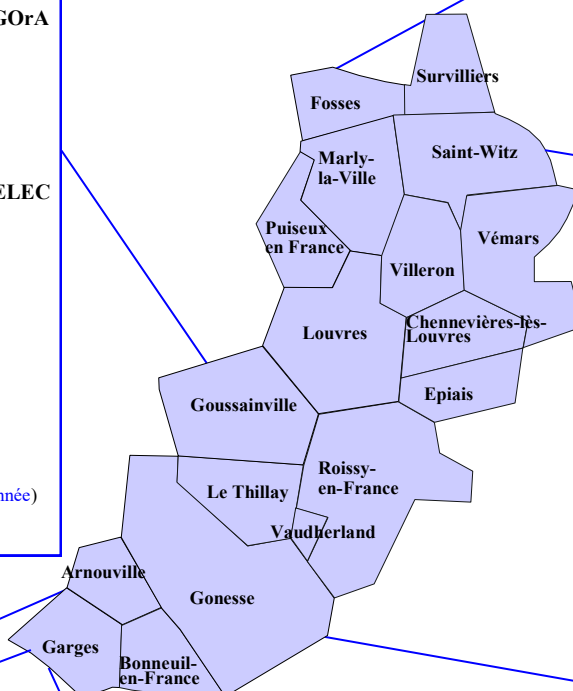 GOrA
Survilliers
Fosses
Saint-Witz
Marly-
la-Ville
ELEC
Puiseux
en France
Vémars
Villeron
Chennevières-lès-
Louvres
Louvres
Epiais
Goussainville
Roissy-
en-France
Le Thillay
nnée)
Vaudherland
Arnouville
Gonesse
Garges
Bonneuil-
en-France